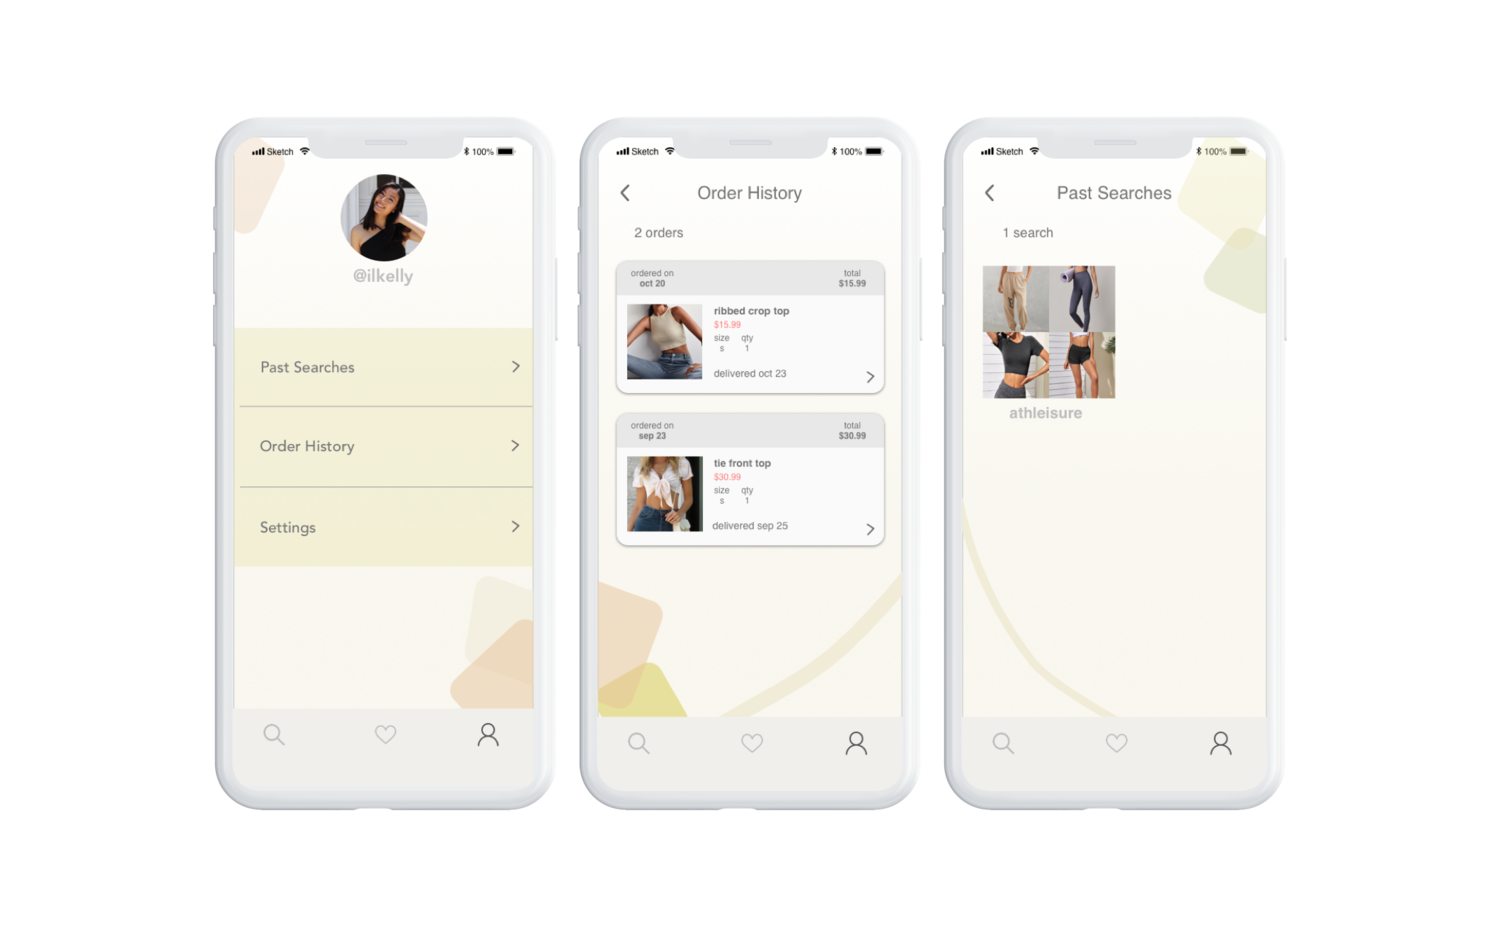 Sketch 100%
@ilkelly
Past Searches
Order History
Settings
Sketch 100%
Order History
2 orders
ordered on total
oct 20 $15.99
ribbed crop top
$15.99
size qty
s 1
delivered oct 23
ordered on total
sep 23 $30.99
tie front top
$30.99
size qty
s 1
delivered sep 25
Sketch 100%
Past Searches
1 search
athleisure